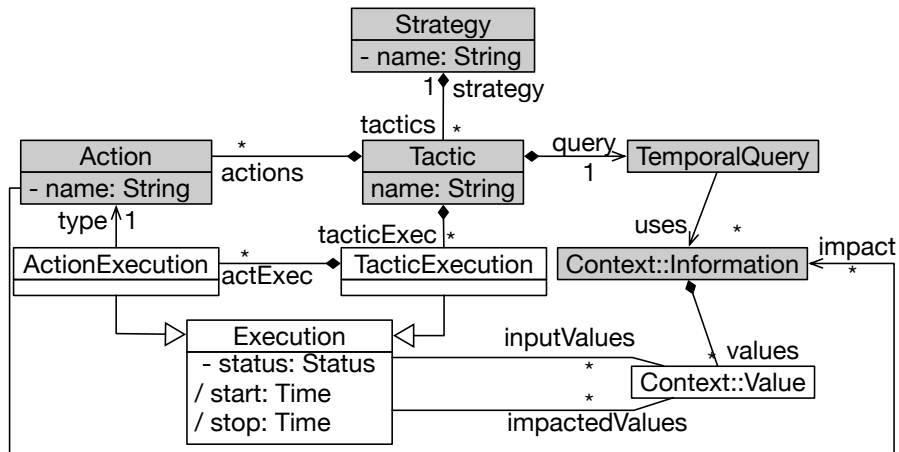 Strategy
- name: String
1
strategy
tactics
*
Action
- name: String
*
actions
Tactic
name: String
query
1
TemporalQuery
type
1
tacticExec
*
uses
*
impact
*
ActionExecution
*
actExec
TacticExecution
Context::Information
Execution
- status: Status
/ start: Time
/ stop: Time
inputValues
*
*
impactedValues
*
values
Context::Value